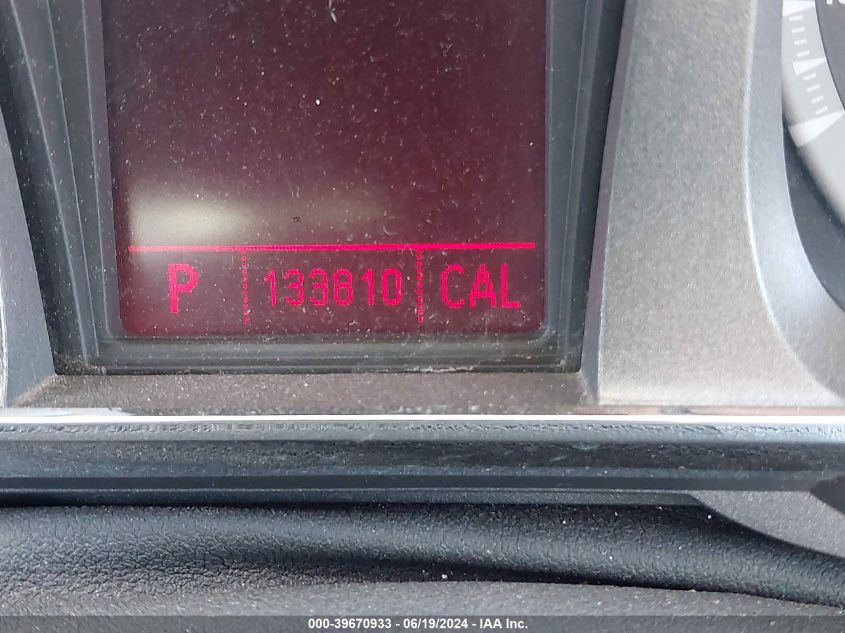 P 133810 CAL
000-39670933 - 06/19/2024 - IAA Inc.